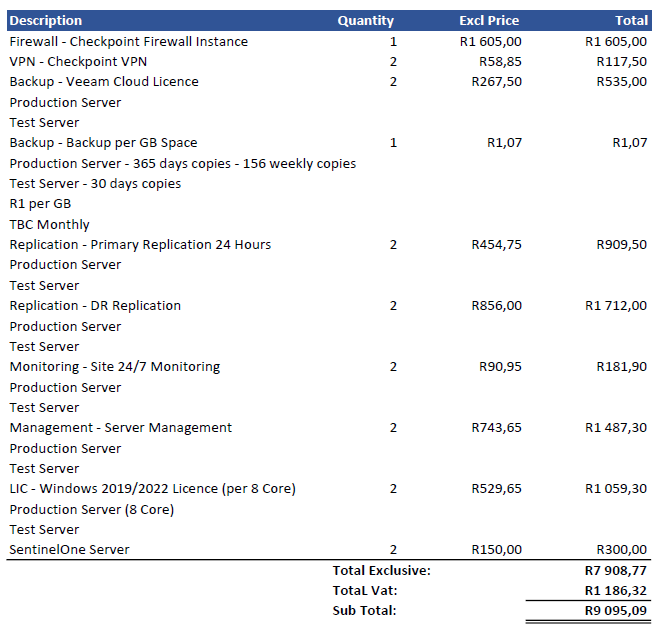 Description Quantity Excl Price Total
Firewall - Checkpoint Firewall Instance 1 R1 605,00 R1 605,00
VPN - Checkpoint VPN 2 R58,85 R117,50
Backup - Veeam Cloud Licence 2 R267,50 R535,00
Production Server
Test Server
Backup - Backup per GB Space 1 R1,07 R1,07
Production Server - 365 days copies - 156 weekly copies
Test Server - 30 days copies
R1 per GB
TBC Monthly
Replication - Primary Replication 24 Hours 2 R454,75 R909,50
Production Server
Test Server
Replication - DR Replication 2 R856,00 R1 712,00
Production Server
Test Server
Monitoring - Site 24/7 Monitoring 2 R90,95 R181,90
Production Server
Test Server
Management - Server Management 2 R743,65 R1 487,30
Production Server
Test Server
LIC - Windows 2019/2022 Licence (per 8 Core) 2 R529,65 R1 059,30
Production Server (8 Core)
Test Server
SentinelOne Server 2 R150,00 R300,00
Total Exclusive: R7 908,77
TotaL Vat: R1 186,32
Sub Total: R9 095,09